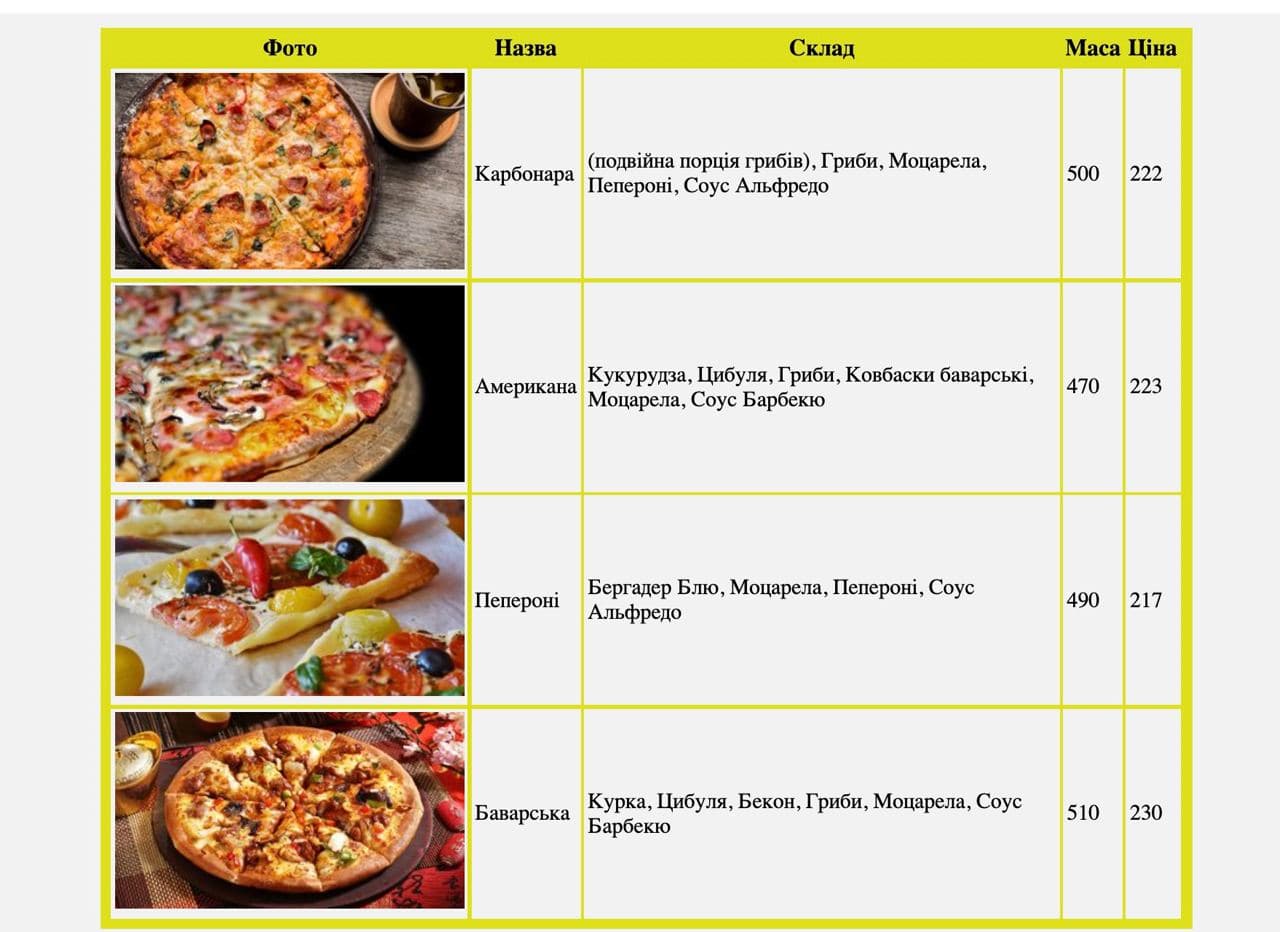 Фото Назва Склад Маса Ціна
Карбонара (подвійна порція грибів), Гриби, Моцарела,
Пепероні, Соус Альфредо 500 222
Американа Кукурудза, Цибуля, Гриби, Ковбаски баварські,
Моцарела, Соус Барбекю 470 223
Пепероні Бергадер Блю, Моцарела, Пепероні, Соус
Альфредо 490 217
Баварська Курка, Цибуля, Бекон, Гриби, Моцарела, Соус
Барбекю 510 230